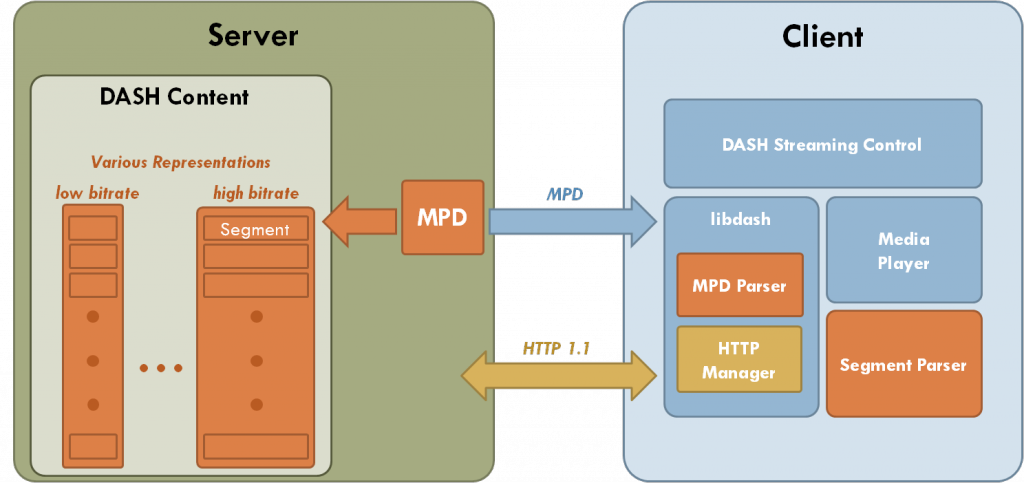 Server
DASH Content
Various Representations
low bitrate
high bitrate
Segment
MPD
MPD
HTTP 1.1
Client
DASH Streaming Control
libdash
MPD Parser
HTTP
Manager
Media
Player
Segment Parser